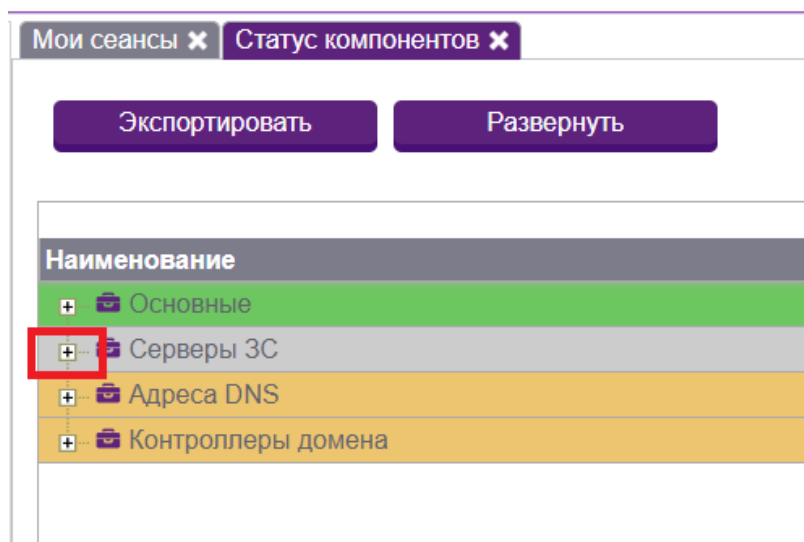 Мои сеансы Статус компонентов
Экспортировать Развернуть
Наименование
Основные
Серверы ЗС
Адреса DNS
Контроллеры домена